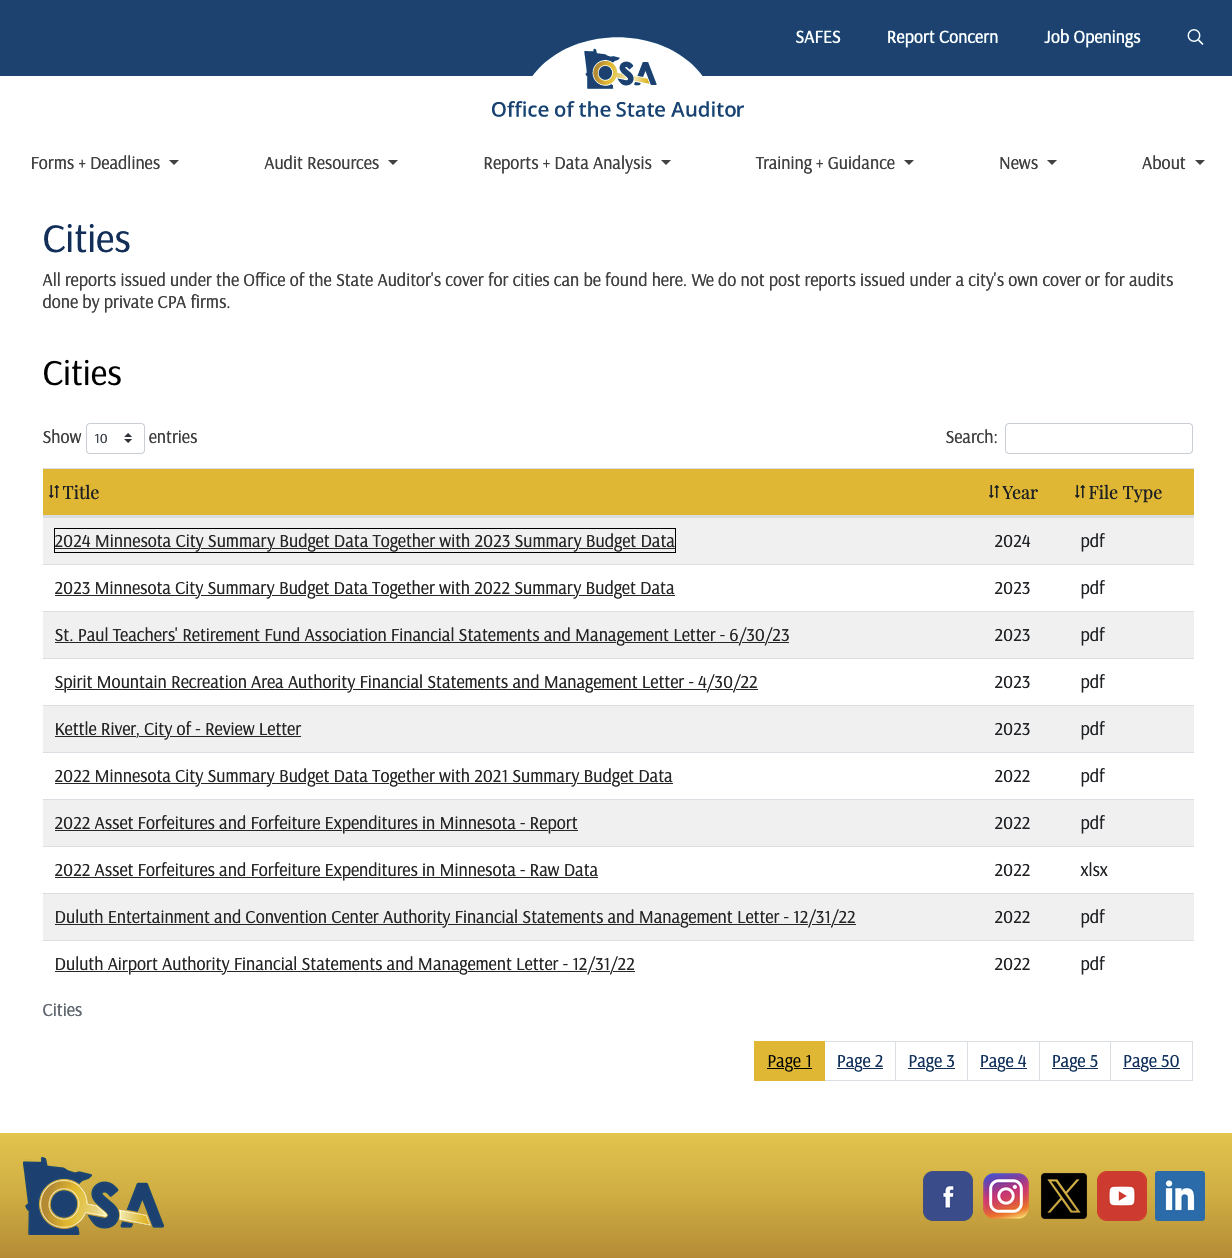 SAFES Report Concern Job Openings
OSA
Office of the State Auditor
Forms + Deadlines Audit Resources Reports + Data Analysis Training + Guidance News About
Cities
All reports issued under the Office of the State Auditor's cover for cities can be found here. We do not post reports issued under a city's own cover or for audits
done by private CPA firms.
Cities
Show 10 entries Search:
Title Year File Type
2024 Minnesota City Summary Budget Data Together with 2023 Summary Budget Data 2024 pdf
2023 Minnesota City Summary Budget Data Together with 2022 Summary Budget Data 2023 pdf
St. Paul Teachers' Retirement Fund Association Financial Statements and Management Letter - 6/30/23 2023 pdf
Spirit Mountain Recreation Area Authority Financial Statements and Management Letter - 4/30/22 2023 pdf
Kettle River, City of - Review Letter 2023 pdf
2022 Minnesota City Summary Budget Data Together with 2021 Summary Budget Data 2022 pdf
2022 Asset Forfeitures and Forfeiture Expenditures in Minnesota - Report 2022 pdf
2022 Asset Forfeitures and Forfeiture Expenditures in Minnesota - Raw Data 2022 xlsx
Duluth Entertainment and Convention Center Authority Financial Statements and Management Letter - 12/31/22 2022 pdf
Duluth Airport Authority Financial Statements and Management Letter - 12/31/22 2022 pdf
Cities
Page 1 Page 2 Page 3 Page 4 Page 5 Page 50
OSA f X in